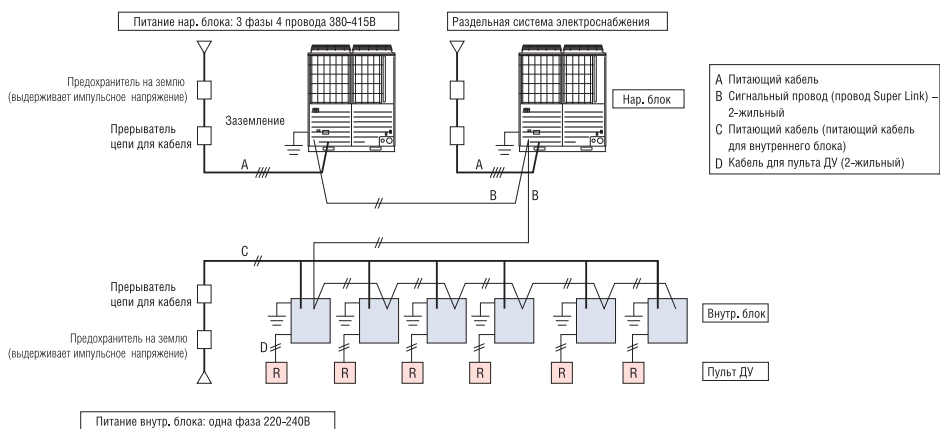 Питание нар. блока: 3 фазы 4 провода 380-415В
Раздельная система электроснабжения
Предохранитель на землю
(выдерживает импульсное напряжение)
Прерыватель
цепи для кабеля
Заземление
Нар. блок
A Питающий кабель
B Сигнальный провод (провод Super Link) –
2-жильный
C Питающий кабель (питающий кабель
для внутреннего блока)
D Кабель для пульта ДУ (2-жильный)
A
A
B
B
C
Прерыватель
цепи для кабеля
Предохранитель на землю
(выдерживает импульсное напряжение)
Внутр. блок
D
R
R
R
R
R
R
Пульт ДУ
Питание внутр. блока: одна фаза 220-240В